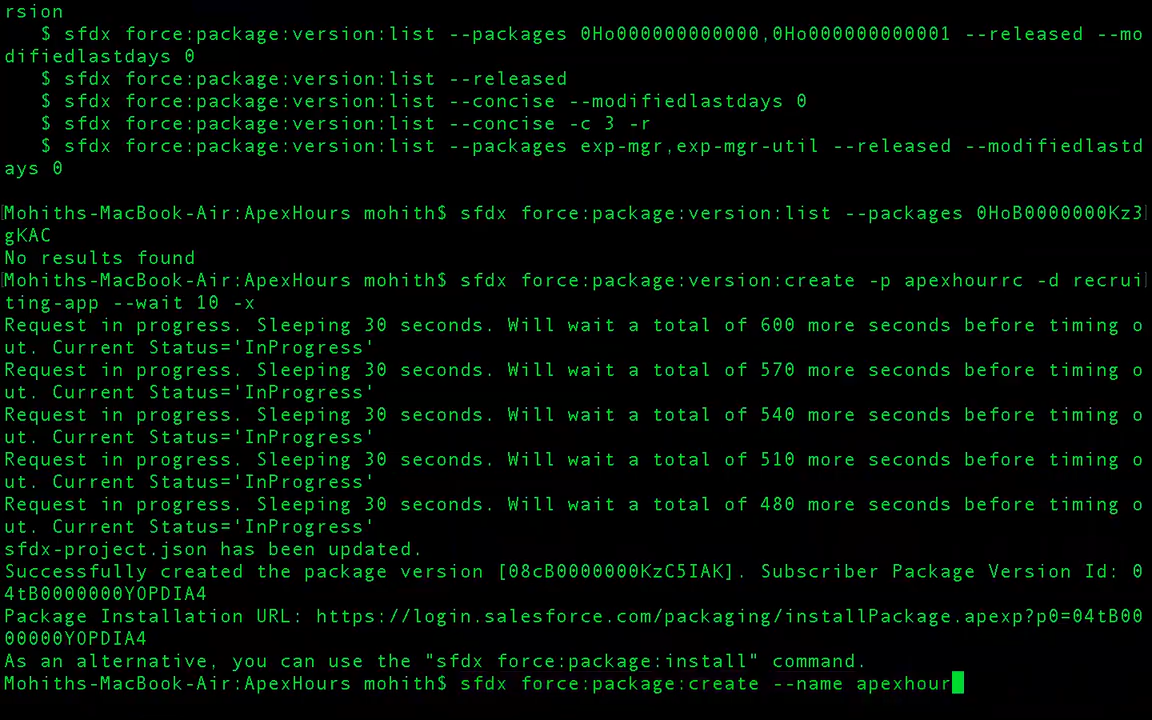 rsion
$ sfdx force:package:version:list --packages 0Ho000000000000,0Ho000000000001 --released --mo
difiedlastdays 0
$ sfdx force:package:version:list --released
$ sfdx force:package:version:list --concise --modifiedlastdays 0
$ sfdx force:package:version:list --concise -c 3 -r
$ sfdx force:package:version:list --packages exp-mgr,exp-mgr-util --released --modifiedlastd
ays 0
Mohiths-MacBook-Air:ApexHours mohith$ sfdx force:package:version:list --packages 0HoB0000000Kz3
gKAC
No results found
Mohiths-MacBook-Air:ApexHours mohith$ sfdx force:package:version:create -p apexhourrc -d recrui
ting-app --wait 10 -x
Request in progress. Sleeping 30 seconds. Will wait a total of 600 more seconds before timing o
ut. Current Status='InProgress'
Request in progress. Sleeping 30 seconds. Will wait a total of 570 more seconds before timing o
ut. Current Status='InProgress'
Request in progress. Sleeping 30 seconds. Will wait a total of 540 more seconds before timing o
ut. Current Status='InProgress'
Request in progress. Sleeping 30 seconds. Will wait a total of 510 more seconds before timing o
ut. Current Status='InProgress'
Request in progress. Sleeping 30 seconds. Will wait a total of 480 more seconds before timing o
ut. Current Status='InProgress'
sfdx-project.json has been updated.
Successfully created the package version [08cB0000000KzC5IAK]. Subscriber Package Version Id: 0
4tB0000000YOPDIA4
Package Installation URL: https://login.salesforce.com/packaging/installPackage.apexp?p0=04tB00
00000YOPDIA4
As an alternative, you can use the "sfdx force:package:install" command.
Mohiths-MacBook-Air:ApexHours mohith$ sfdx force:package:create --name apexhour